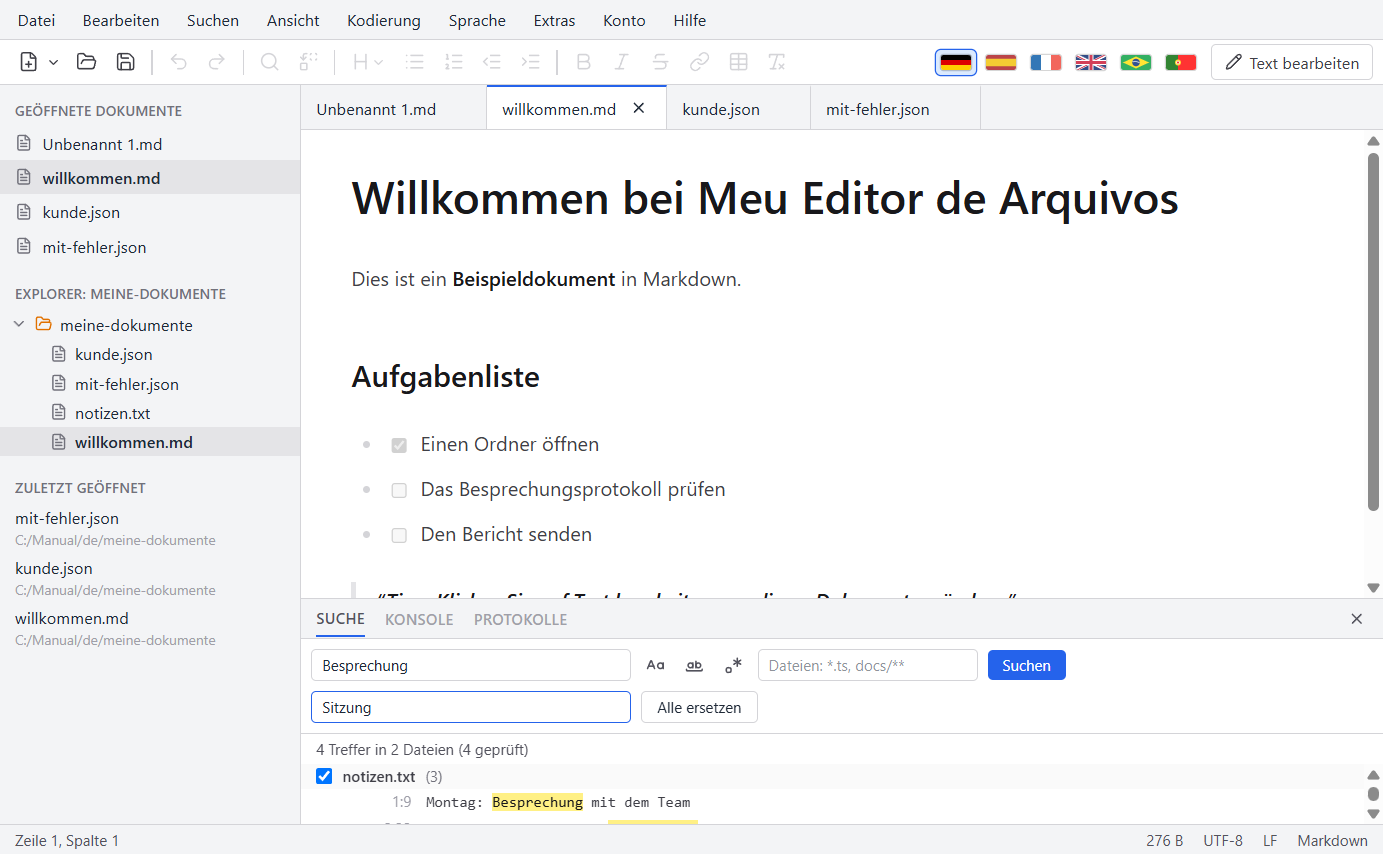 Datei Bearbeiten Suchen Ansicht Kodierung Sprache Extras Konto Hilfe
Text bearbeiten
GEÖFFNETE DOKUMENTE
Unbenannt 1.md
willkommen.md
kunde.json
mit-fehler.json
EXPLORER: MEINE-DOKUMENTE
meine-dokumente
kunde.json
mit-fehler.json
notizen.txt
willkommen.md
ZULETZT GEÖFFNET
mit-fehler.json
C:/Manual/de/meine-dokumente
kunde.json
C:/Manual/de/meine-dokumente
willkommen.md
C:/Manual/de/meine-dokumente
Unbenannt 1.md willkommen.md kunde.json mit-fehler.json
Willkommen bei Meu Editor de Arquivos
Dies ist ein Beispieldokument in Markdown.
Aufgabenliste
Einen Ordner öffnen
Das Besprechungsprotokoll prüfen
Den Bericht senden
SUCHE KONSOLE PROTOKOLLE
Besprechung Aa ab Dateien: *.ts, docs/** Suchen
Sitzung Alle ersetzen
4 Treffer in 2 Dateien (4 geprüft)
notizen.txt (3)
1:9 Montag: Besprechung mit dem Team
Zeile 1, Spalte 1 276 B UTF-8 LF Markdown